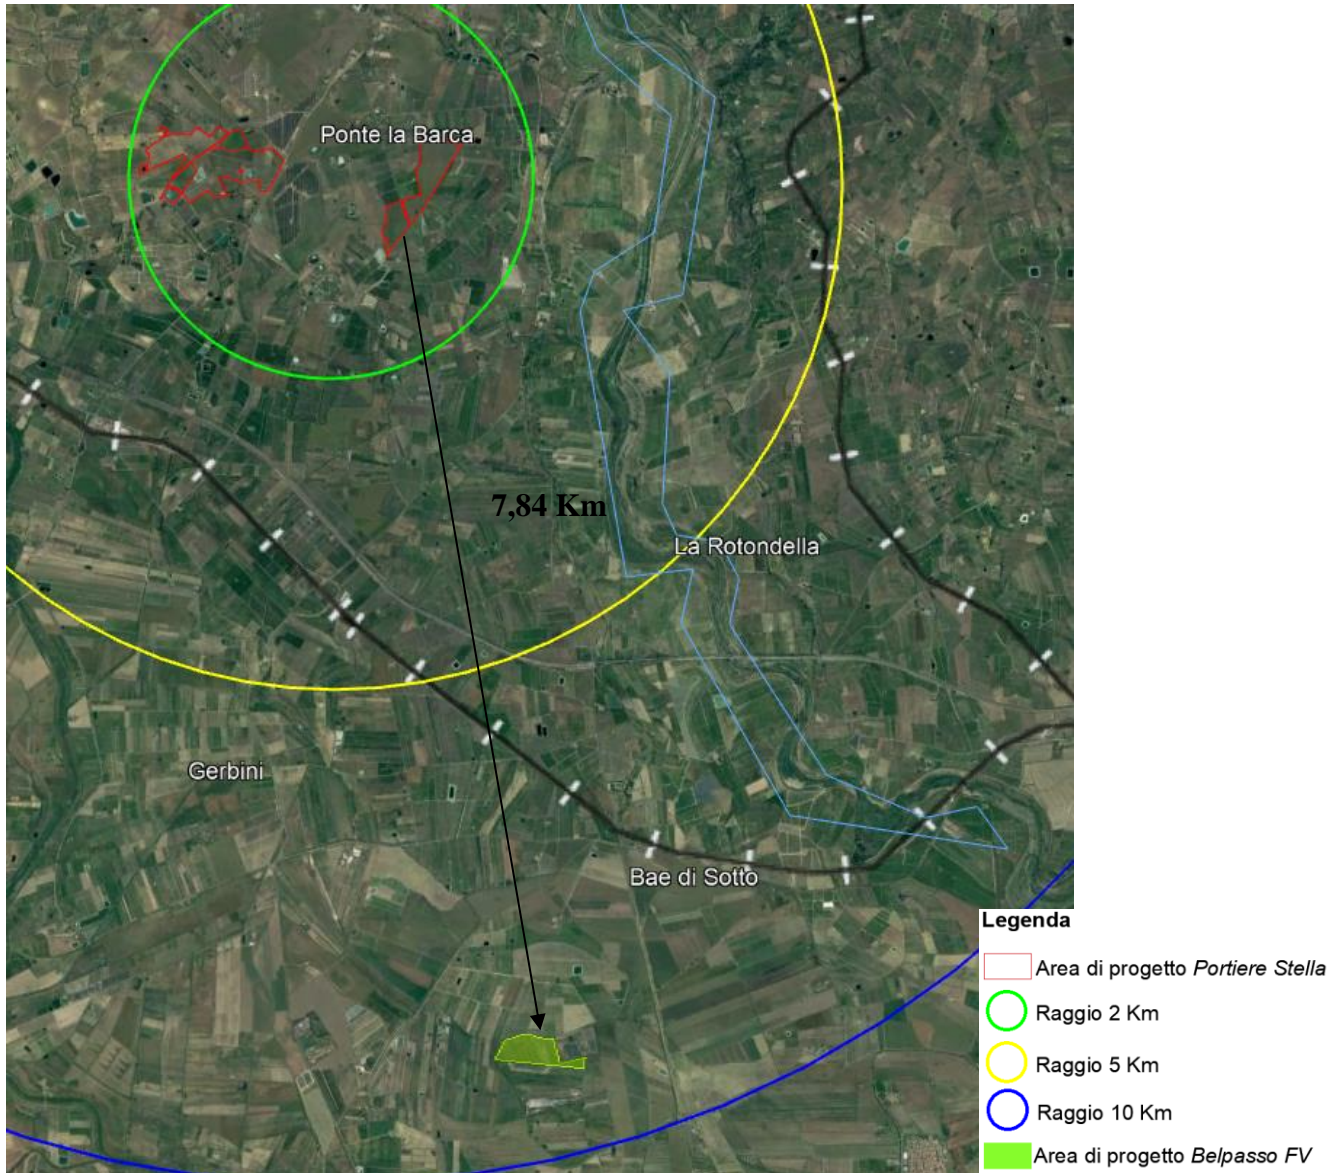 Ponte la Barca
7,84 Km
La Rotondella
Gerbini
Bae di Sotto
Legenda
Area di progetto Portiere Stella
Raggio 2 Km
Raggio 5 Km
Raggio 10 Km
Area di progetto Belpasso FV